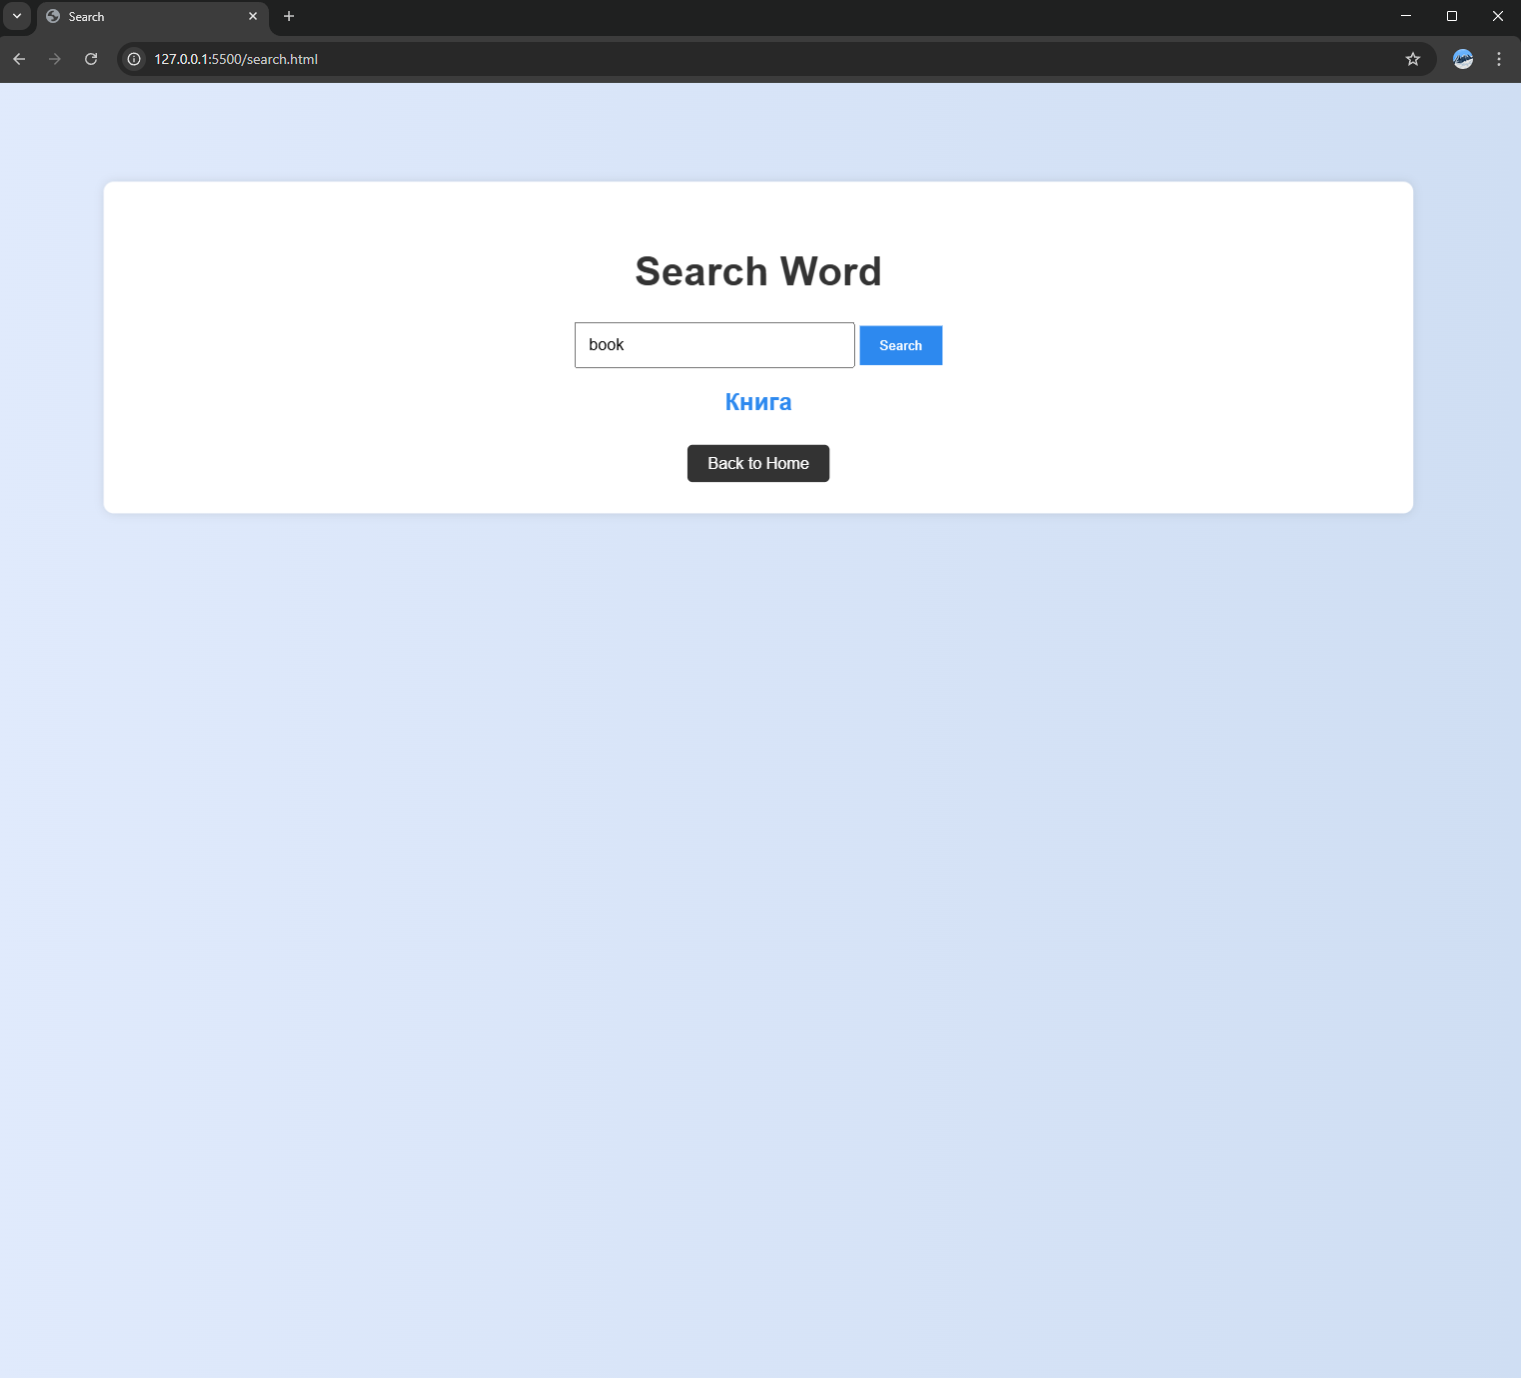 Search
127.0.0.1:5500/search.html
Search Word
book
Search
Книга
Back to Home